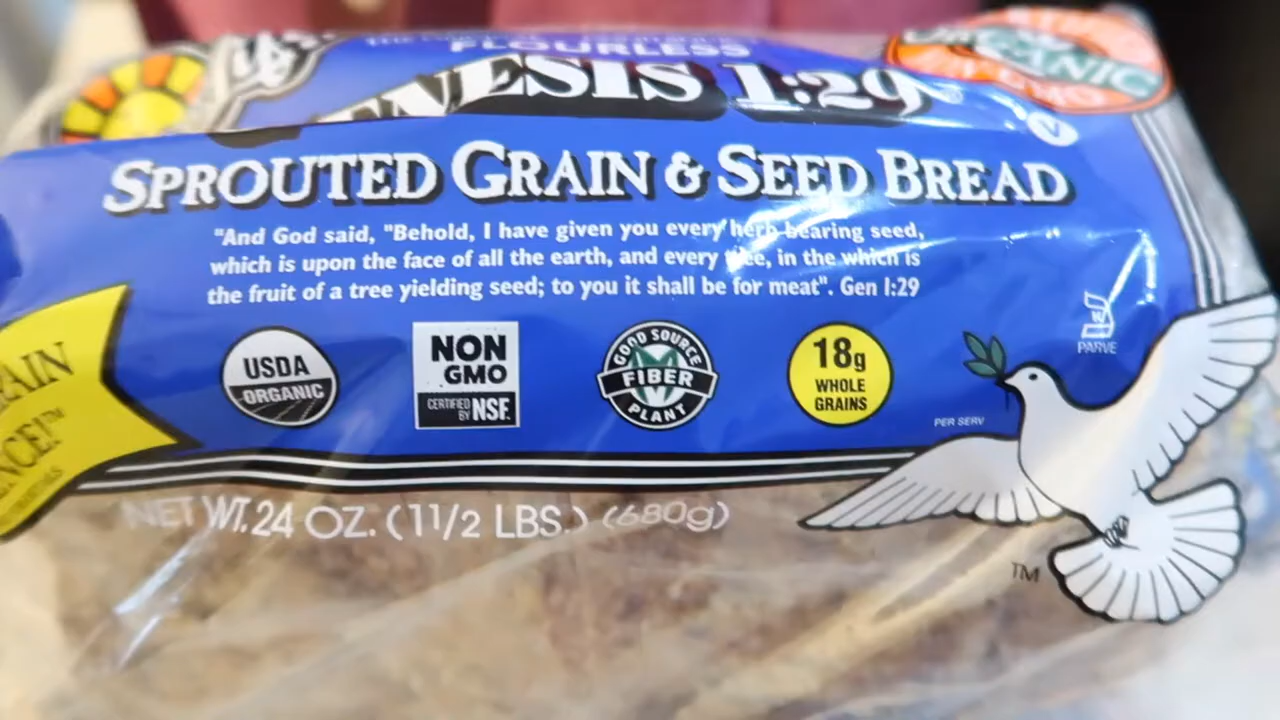 FLOURLESS
NESIS 1:29
ORGANIC
SPROUTED GRAIN & SEED BREAD
"And God said, "Behold, I have given you every herb bearing seed,
which is upon the face of all the earth, and every tree, in the which is
the fruit of a tree yielding seed; to you it shall be for meat". Gen 1:29
RAIN
NCE!™
USDA
ORGANIC
NON
GMO
CERTIFIED
BY NSF
GOOD SOURCE
FIBER
PLANT
18g
WHOLE
GRAINS
PER SERV
PARVE
NET WT. 24 OZ. (1 1/2 LBS.) (680g)
TM